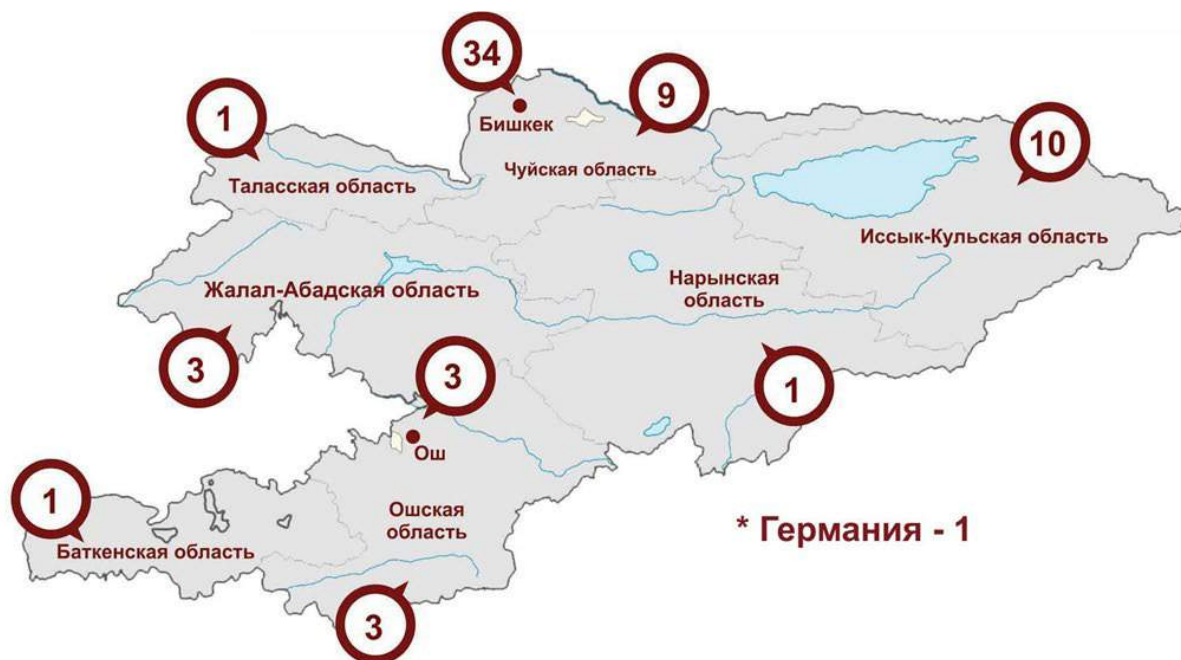 34
9
1
10
Бишкек
Чуйская область
Таласская область
Иссык-Кульская область
Нарынская
область
Жалал-Абадская область
3
3
1
Ош
1
Ошская
область
Баткенская область
* Германия - 1
3